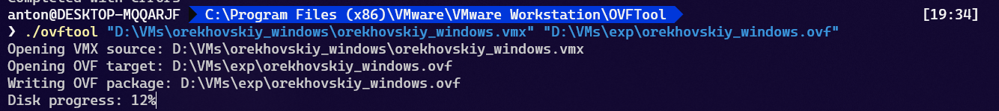 Completed with errors
anton@DESKTOP-MQQARJF C:\Program Files (x86)\VMware\VMware Workstation\OVFTool [19:34]
❯ ./ovftool "D:\VMs\orekhovskiy_windows\orekhovskiy_windows.vmx" "D:\VMs\exp\orekhovskiy_windows.ovf"
Opening VMX source: D:\VMs\orekhovskiy_windows\orekhovskiy_windows.vmx
Opening OVF target: D:\VMs\exp\orekhovskiy_windows.ovf
Writing OVF package: D:\VMs\exp\orekhovskiy_windows.ovf
Disk progress: 12%